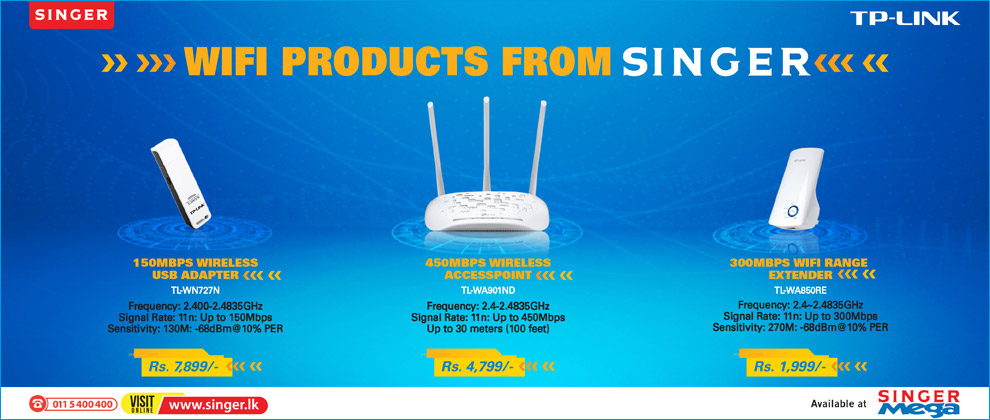 SINGER
TP-LINK
WIFI PRODUCTS FROM SINGER
TP-LINK
150MBPS WIRELESS
USB ADAPTER
TL-WN727N
Frequency: 2.400-2.4835GHz
Signal Rate: 11n: Up to 150Mbps
Sensitivity: 130M: -68dBm@10% PER
Rs. 7,899/-
450MBPS WIRELESS
ACCESSPOINT
TL-WA901ND
Frequency: 2.4-2.4835GHz
Signal Rate: 11n: Up to 450Mbps
Up to 30 meters (100 feet)
Rs. 4,799/-
300MBPS WIFI RANGE
EXTENDER
TL-WA850RE
Frequency: 2.4~2.4835GHz
Signal Rate: 11n: Up to 300Mbps
Sensitivity: 270M: -68dBm@10% PER
Rs. 1,999/-
011 5 400 400
VISIT
ONLINE
www.singer.lk
Available at
SINGER
Mega